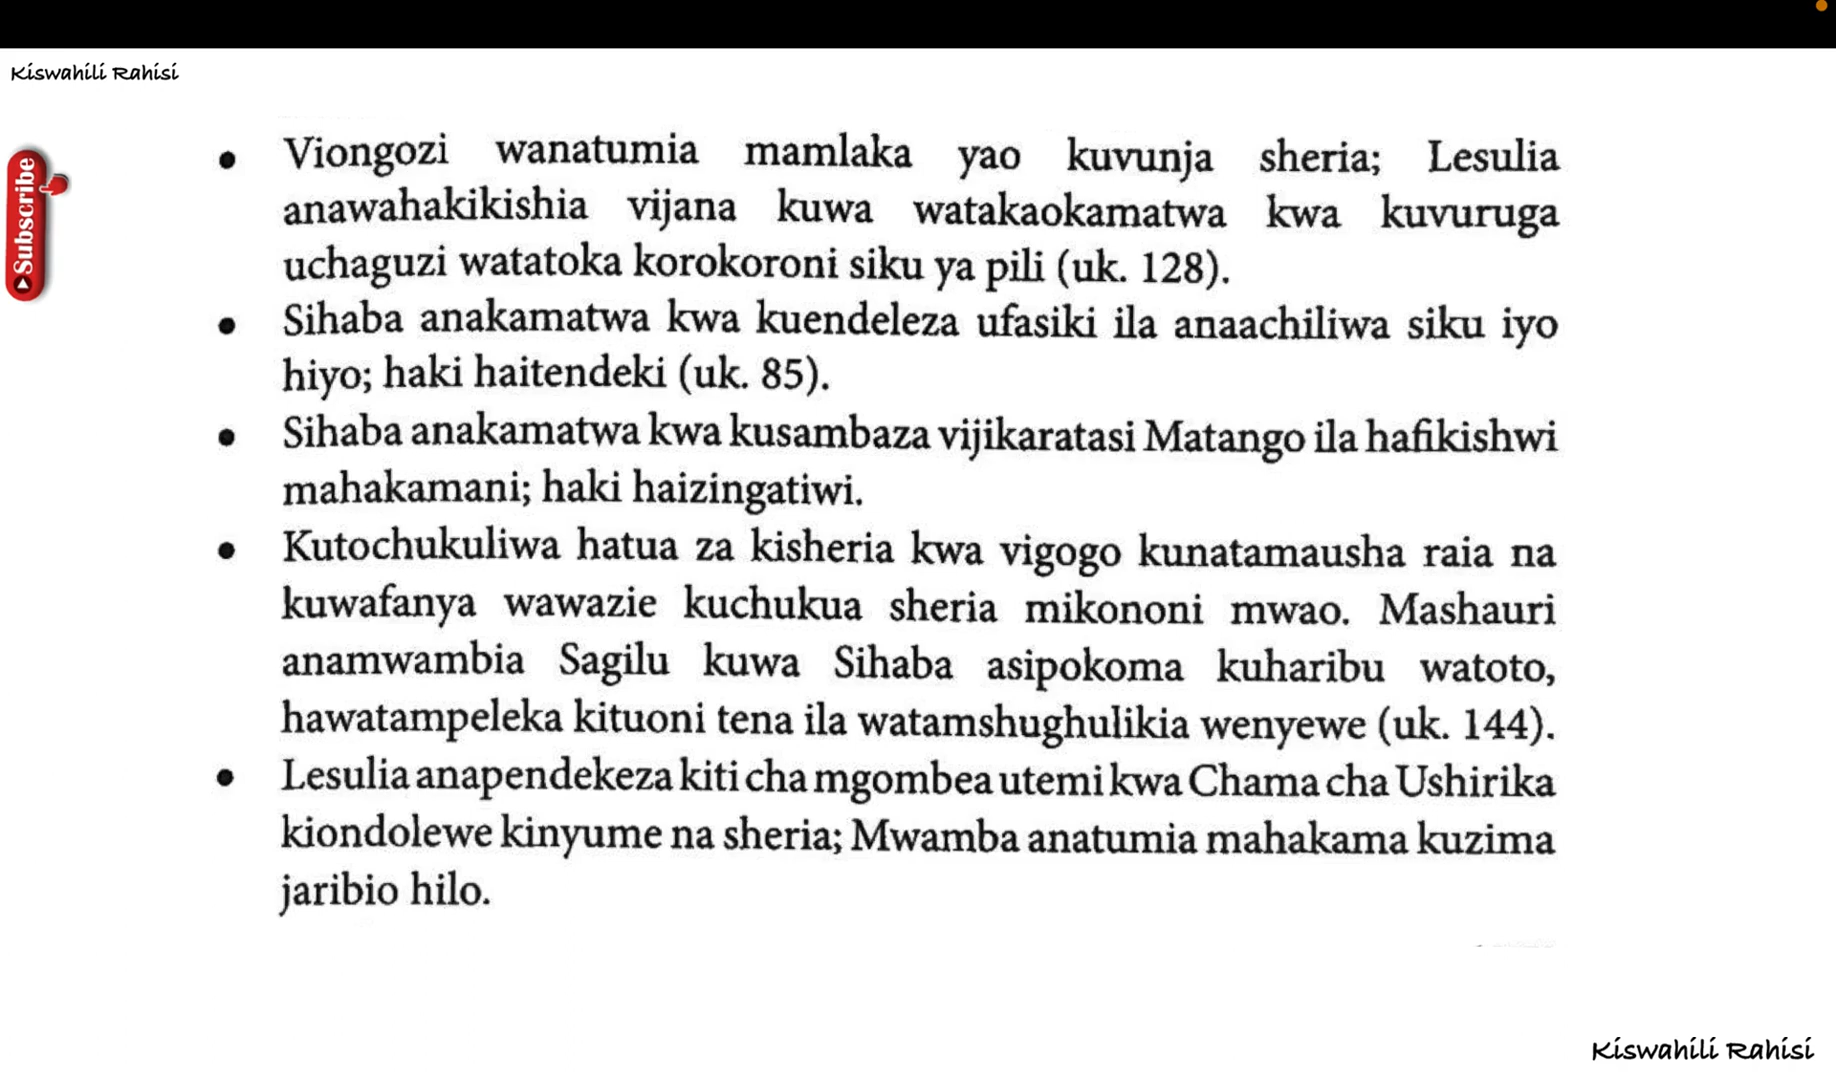 Kiswahili Rahisi
Subscribe
• Viongozi wanatumia mamlaka yao kuvunja sheria; Lesulia
anawahakikishia vijana kuwa watakaokamatwa kwa kuvuruga
uchaguzi watatoka korokoroni siku ya pili (uk. 128).
• Sihaba anakamatwa kwa kuendeleza ufasiki ila anaachiliwa siku iyo
hiyo; haki haitendeki (uk. 85).
• Sihaba anakamatwa kwa kusambaza vijikaratasi Matango ila hafikishwi
mahakamani; haki haizingatiwi.
• Kutochukuliwa hatua za kisheria kwa vigogo kunatamausha raia na
kuwafanya wawazie kuchukua sheria mikononi mwao. Mashauri
anamwambia Sagilu kuwa Sihaba asipokoma kuharibu watoto,
hawatampeleka kituoni tena ila watamshughulikia wenyewe (uk. 144).
• Lesulia anapendekeza kiti cha mgombea utemi kwa Chama cha Ushirika
kiondolewe kinyume na sheria; Mwamba anatumia mahakama kuzima
jaribio hilo.
Kiswahili Rahisi